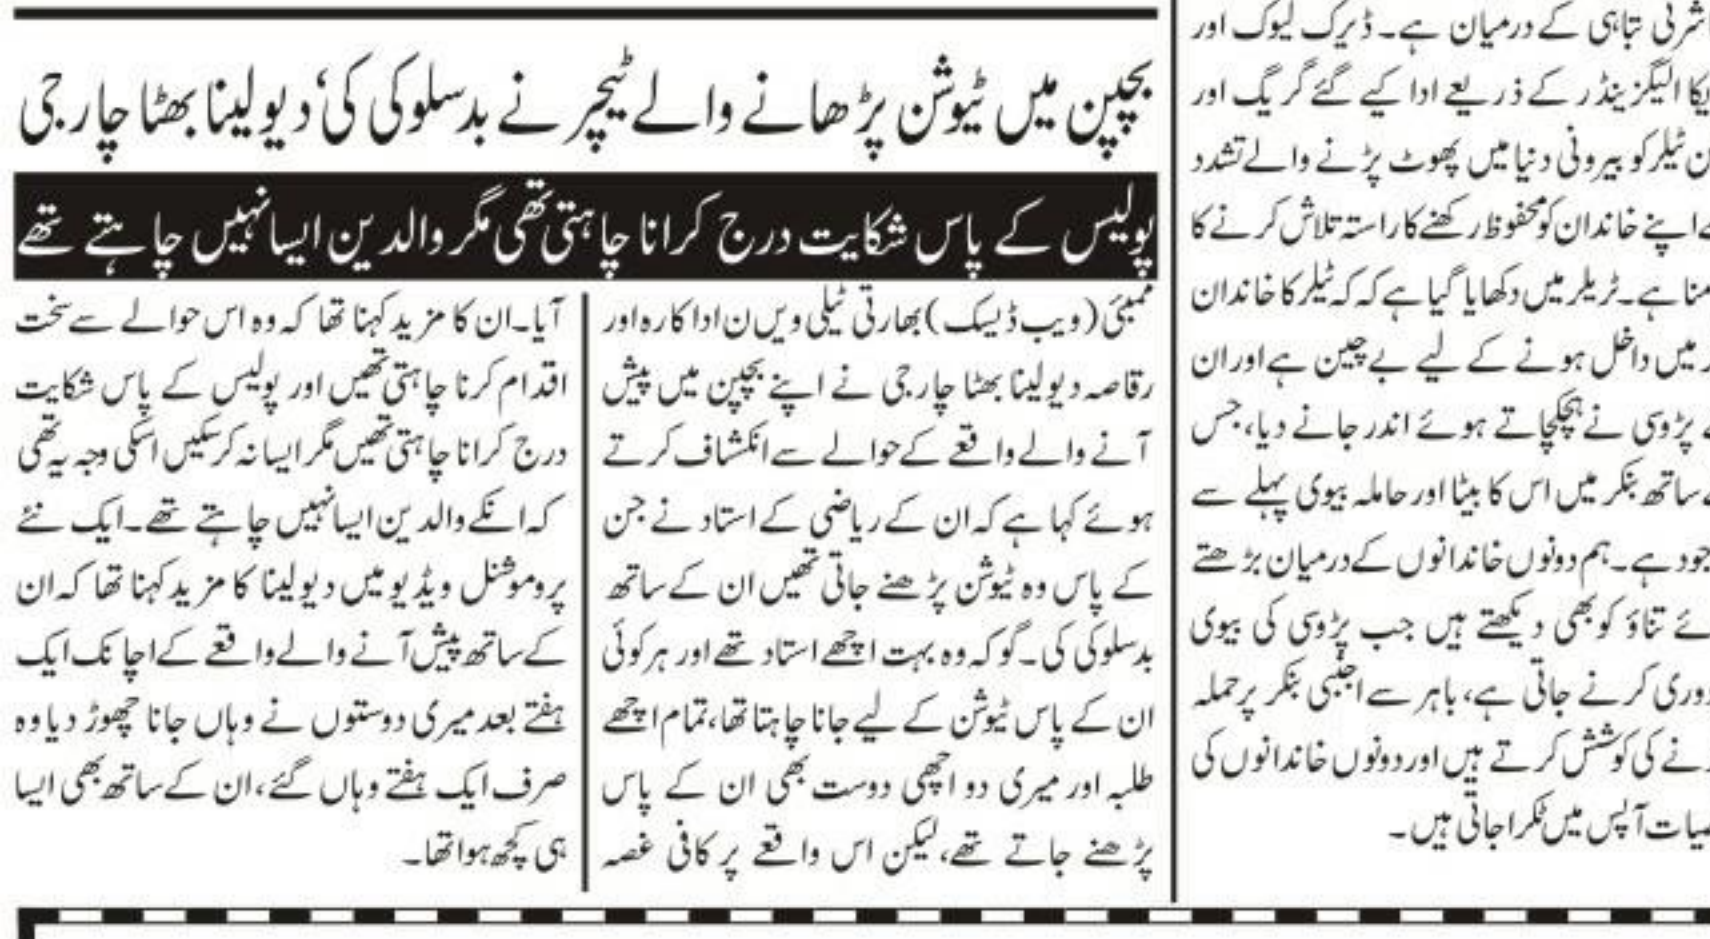 بچپن میں ٹیوشن پڑھانے والے ٹیچر نے بدسلوکی کی‘ دیولینا بھٹاچارجی
پولیس کے پاس شکایت درج کرانا چاہتی تھی مگر والدین ایسا نہیں چاہتے تھے
ممبئی (ویب ڈیسک) بھارتی ٹیلی ویں ن اداکارہ اور
رقاصہ دیولینا بھٹاچارجی نے اپنے بچپن میں پیش
آنے والے واقعے کے حوالے سے انکشاف کرتے
ہوئے کہا ہے کہ ان کے ریاضی کے استاد نے جن
کے پاس وہ ٹیوشن پڑھنے جاتی تھیں ان کے ساتھ
بدسلوکی کی۔ گو کہ وہ بہت اچھے استاد تھے اور ہر کوئی
ان کے پاس ٹیوشن کے لیے جانا چاہتا تھا، تمام اچھے
طلبہ اور میری دو اچھی دوست بھی ان کے پاس
پڑھنے جاتے تھے، لیکن اس واقعے پر کافی غصہ
آیا۔ ان کا مزید کہنا تھا کہ وہ اس حوالے سے سخت
اقدام کرنا چاہتی تھیں اور پولیس کے پاس شکایت
درج کرانا چاہتی تھیں مگر ایسا نہ کرسکیں اسکی وجہ یہ تھی
کہ انکے والدین ایسا نہیں چاہتے تھے۔ ایک نئے
پروموشنل ویڈیو میں دیولینا کا مزید کہنا تھا کہ ان
کے ساتھ پیش آنے والے واقعے کے اچانک ایک
ہفتے بعد میری دوستوں نے وہاں جانا چھوڑ دیا وہ
صرف ایک ہفتے وہاں گئے، ان کے ساتھ بھی ایسا
ہی کچھ ہوا تھا۔
تباہی کے درمیان ہے۔ ڈیرک لیوک اور
الیگزینڈر کے ذریعے ادا کیے گئے گریگ اور
ٹیلر کو بیرونی دنیا میں پھوٹ پڑنے والے تشدد
اپنے خاندان کو محفوظ رکھنے کا راستہ تلاش کرنے کا
ہے۔ ٹریلر میں دکھایا گیا ہے کہ کہ ٹیلر کا خاندان
میں داخل ہونے کے لیے بے چین ہے اور ان
پڑوسی نے ہچکچاتے ہوئے اندر جانے دیا، جس
ساتھ بنکر میں اس کا بیٹا اور حاملہ بیوی پہلے سے
ہے۔ ہم دونوں خاندانوں کے درمیان بڑھتے
تناؤ کو بھی دیکھتے ہیں جب پڑوسی کی بیوی
کرنے جاتی ہے، باہر سے اجنبی بنکر پر حملہ
کی کوشش کرتے ہیں اور دونوں خاندانوں کی
آپس میں ٹکرا جاتی ہیں۔